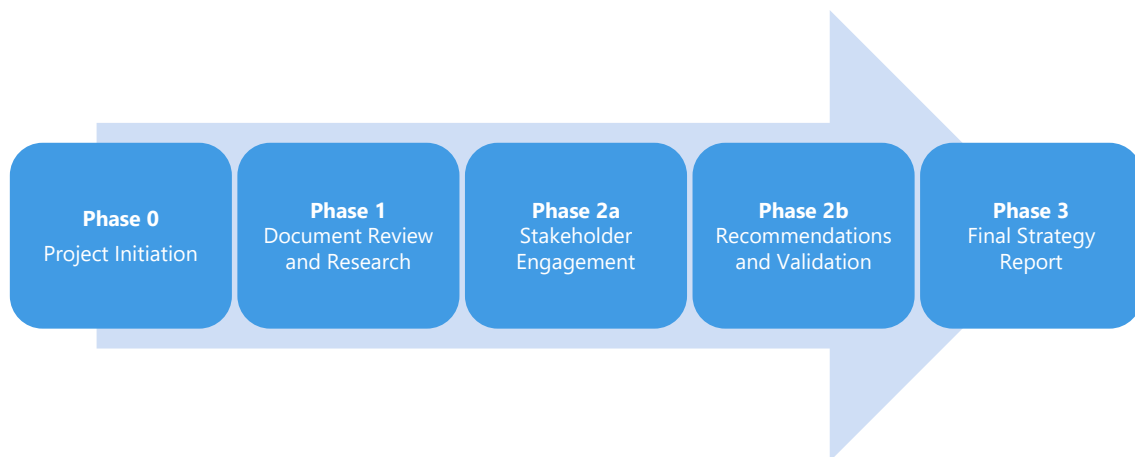 Phase 0
Project Initiation
Phase 1
Document Review
and Research
Phase 2a
Stakeholder
Engagement
Phase 2b
Recommendations
and Validation
Phase 3
Final Strategy
Report